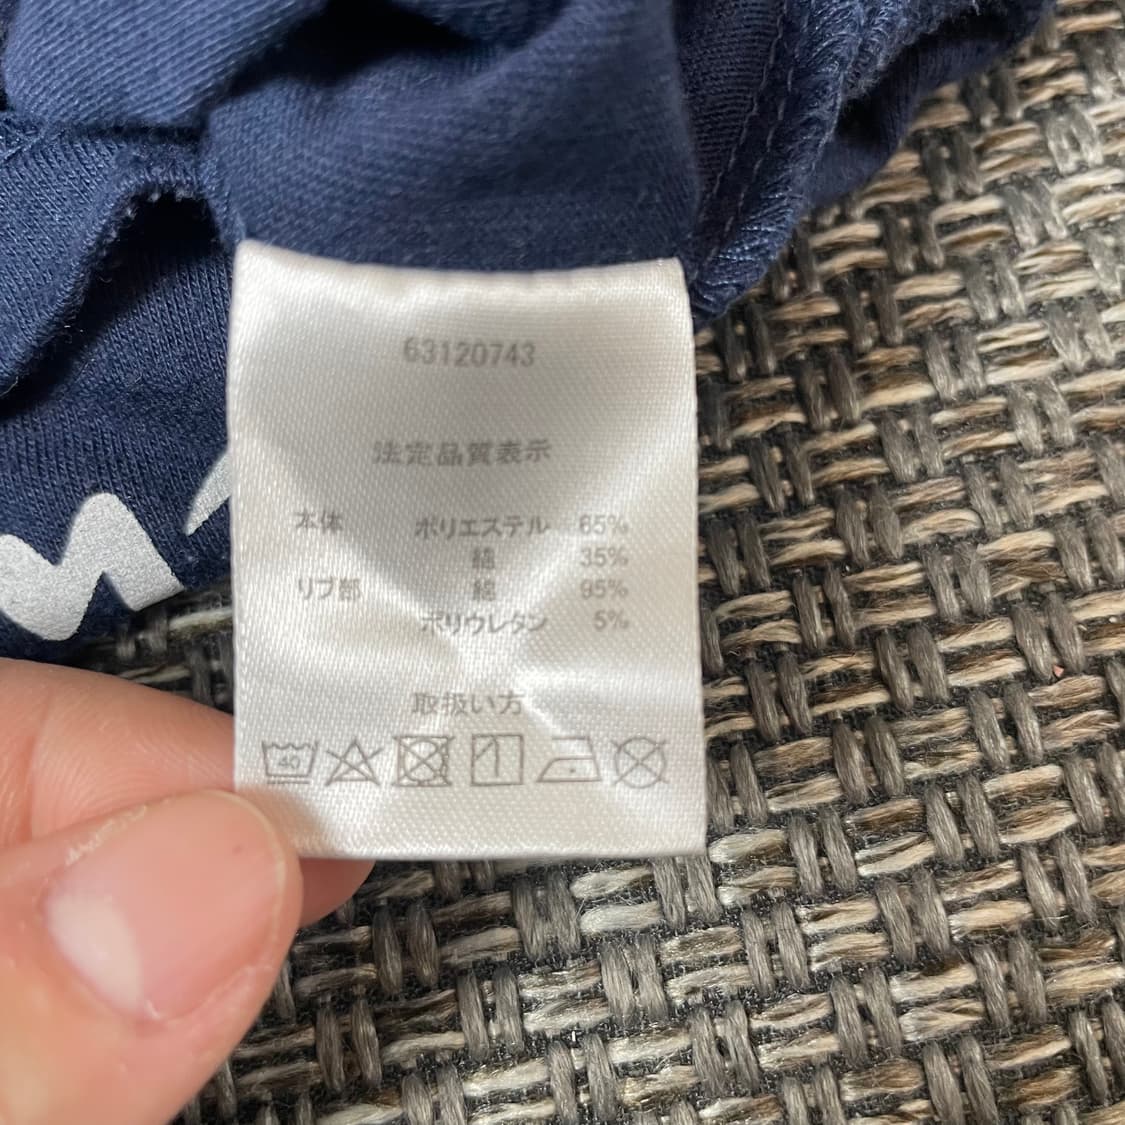 63120743
法定品質表示
本体 ポリエステル 65%
綿 35%
リブ部 綿 95%
ポリウレタン 5%
取扱い方
40